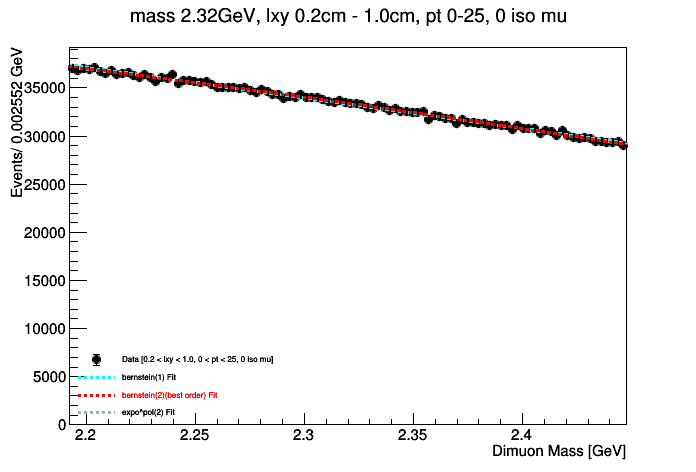 mass 2.32GeV, lxy 0.2cm - 1.0cm, pt 0-25, 0 iso mu
Events/ 0.002552 GeV
35000
30000
25000
20000
15000
10000
5000
0
Data [0.2 < lxy < 1.0, 0 < pt < 25, 0 iso mu]
bernstein(1) Fit
bernstein(2)(best order) Fit
expo^pol(2) Fit
2.2 2.25 2.3 2.35 2.4
Dimuon Mass [GeV]